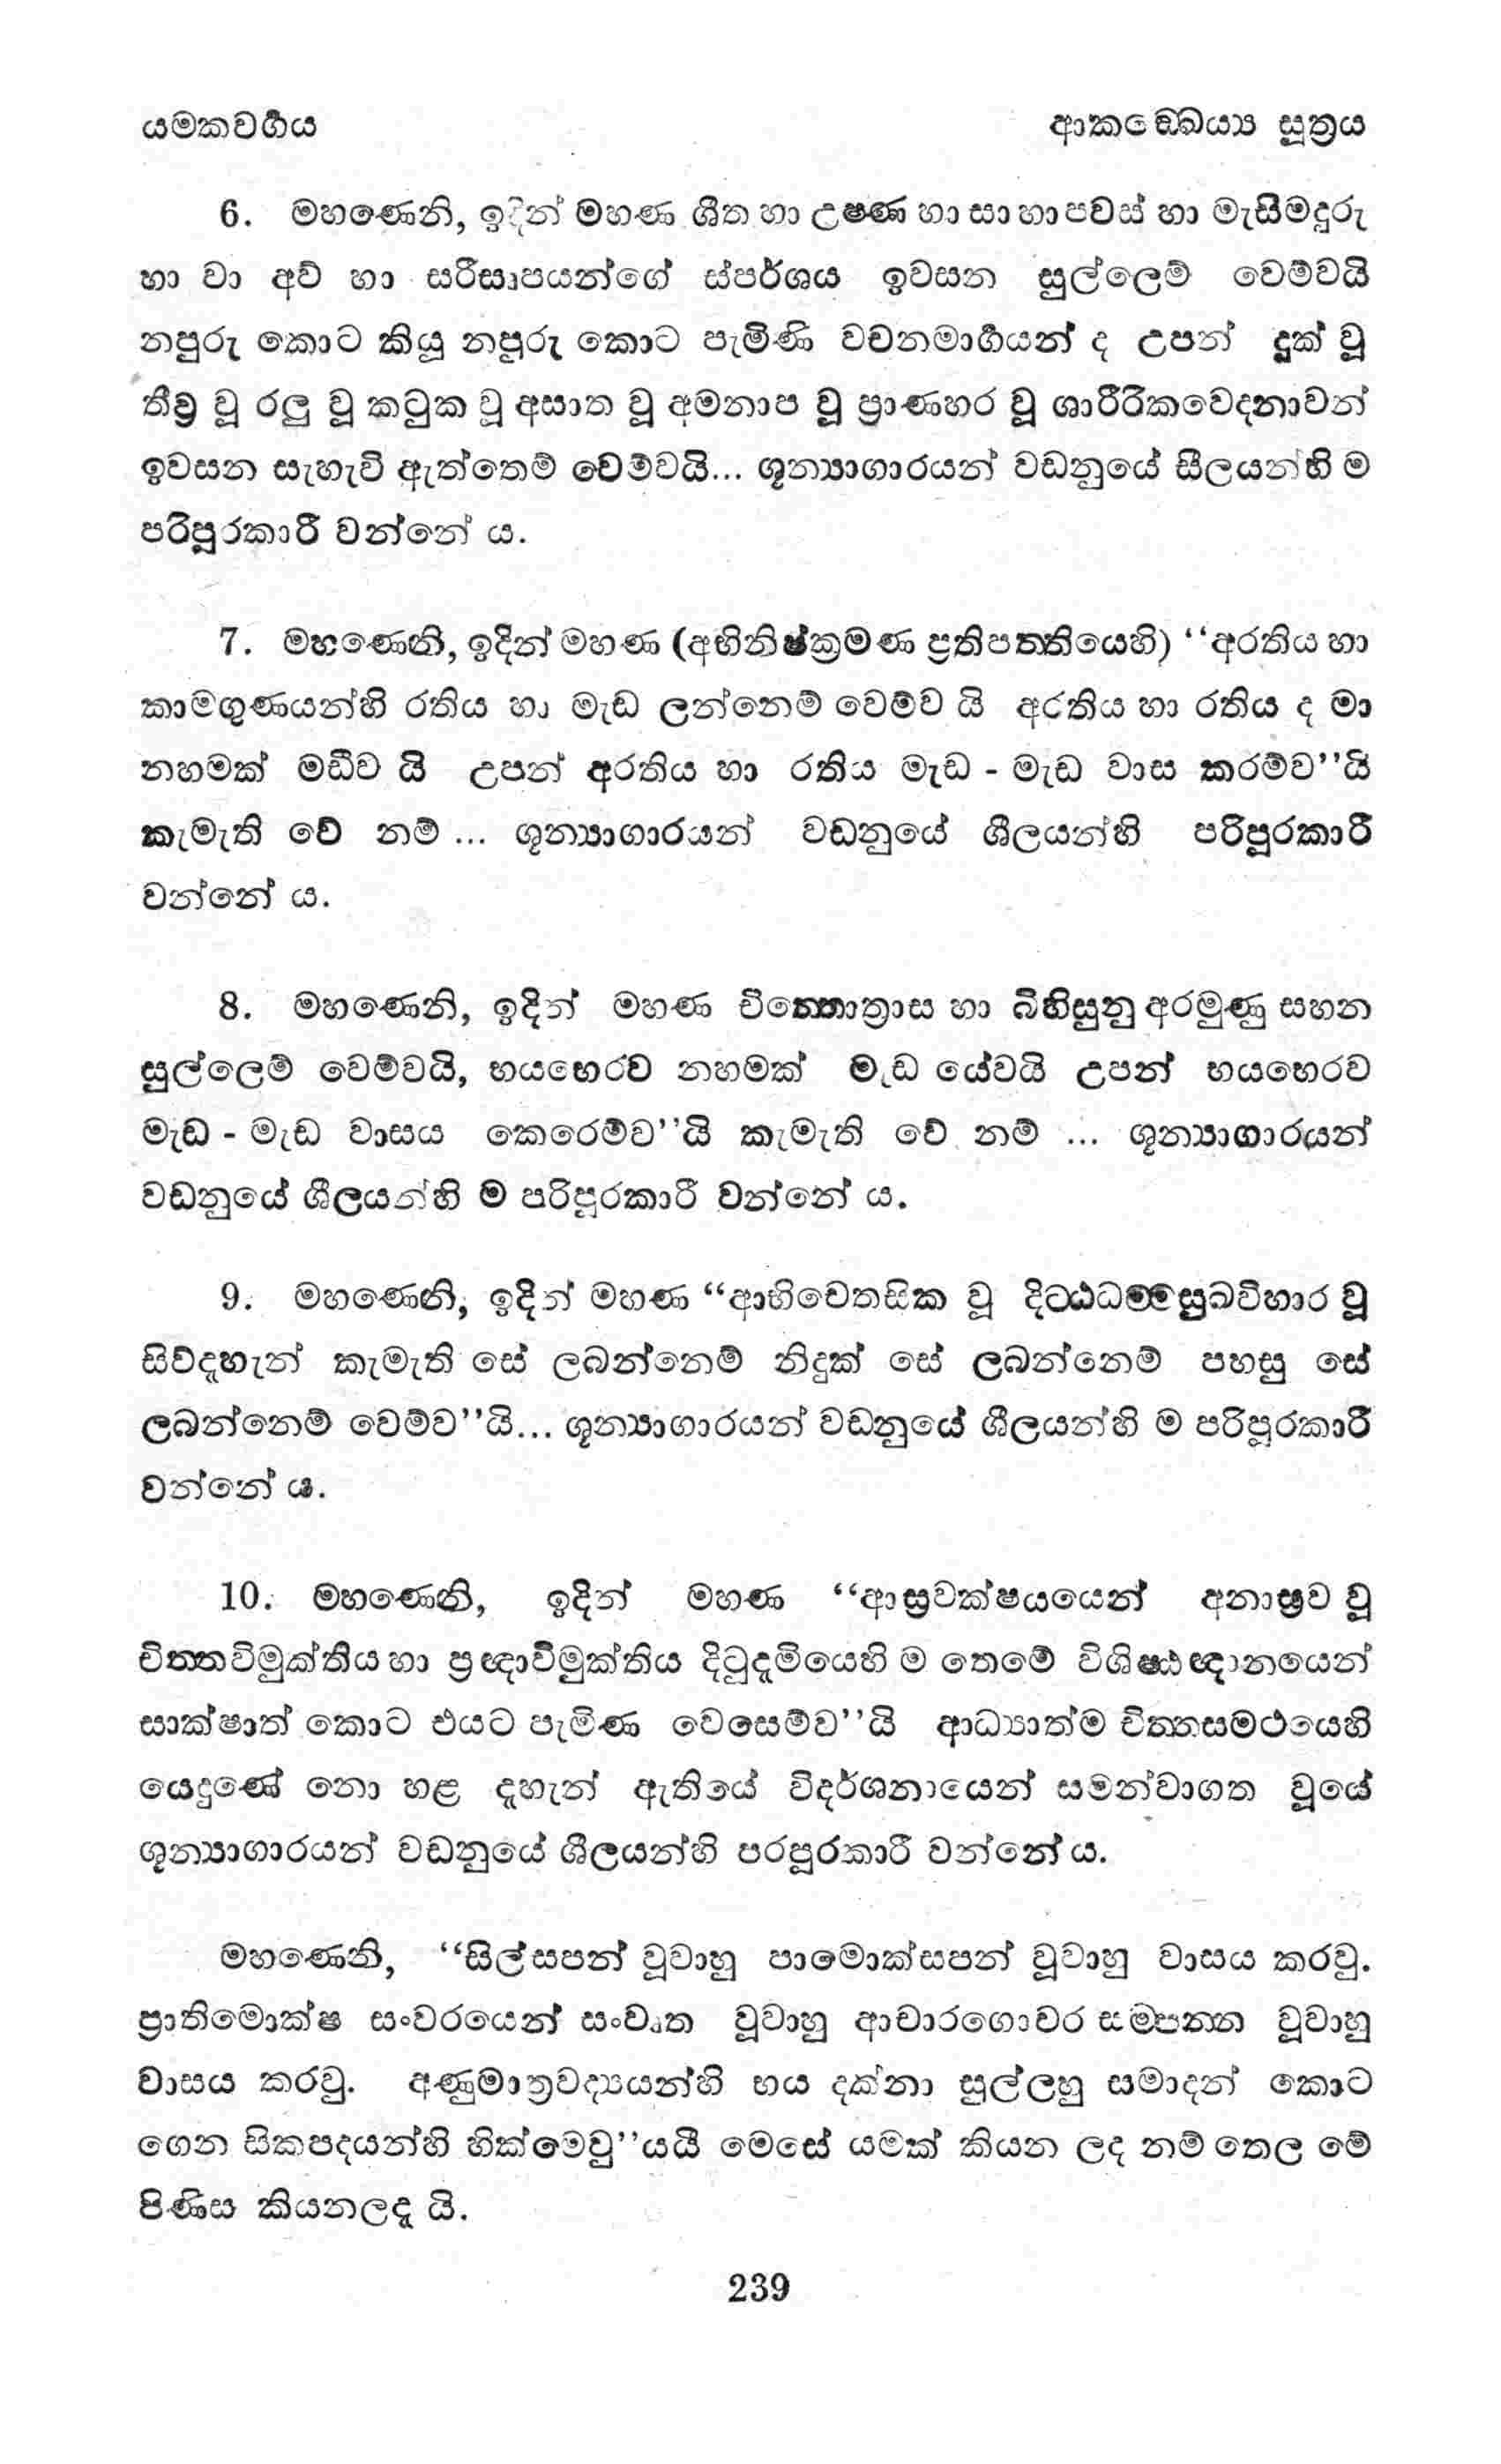 යමකවර්‍ගය
ආකඞ්ඛෙය්‍ය සූත්‍රය
6. මහණෙනි, ඉදින් මහණ ශීත හා උෂ්ණ හා සා හා පවස් හා මැසිමදුරු
හා වා අව් හා සරීසෘපයන්ගේ ස්පර්ශය ඉවසන සුල්ලෙම් වෙම්වයි
නපුරු කොට කියූ නපුරු කොට පැමිණි වචනමාර්‍ගයන් ද උපන් දුක් වූ
තීව්‍ර වූ රලු වූ කටුක වූ අසාත වූ අමනාප වූ ප්‍රාණහර වූ ශාරීරිකවෙදනාවන්
ඉවසන සැහැවි ඇත්තෙම් වෙම්වයි... ශූන්‍යාගාරයන් වඩනුයේ සීලයන්හි ම
පරිපූරකාරී වන්නේ ය.
7. මහණෙනි, ඉදින් මහණ (අභිනිෂ්ක්‍රමණ ප්‍රතිපත්තියෙහි) ‘‘අරතිය හා
කාමගුණයන්හි රතිය හා මැඩ ලන්නෙම් වෙම්ව යි අරතිය හා රතිය ද මා
නහමක් මඩීව යි උපන් අරතිය හා රතිය මැඩ - මැඩ වාස කරම්ව’’යි
කැමැති වේ නම් ... ශූන්‍යාගාරයන් වඩනුයේ ශීලයන්හි පරිපූරකාරී
වන්නේ ය.
8. මහණෙනි, ඉදින් මහණ චිත්තොත්‍රාස හා බිහිසුනු අරමුණු සහන
සුල්ලෙම් වෙම්වයි, භයභෙරව නහමක් මැඩ යේවයි උපන් භයභෙරව
මැඩ - මැඩ වාසය කෙරෙම්ව’’යි කැමැති වේ නම් ... ශූන්‍යාගාරයන්
වඩනුයේ ශීලයන්හි ම පරිපූරකාරී වන්නේ ය.
9. මහණෙනි, ඉදින් මහණ “ආභිචෙතසික වූ දිට්ඨධම්මසුඛවිහාර වූ
සිව්දැහැන් කැමැති සේ ලබන්නෙම් නිදුක් සේ ලබන්නෙම් පහසු සේ
ලබන්නෙම් වෙම්ව’’යි... ශූන්‍යාගාරයන් වඩනුයේ ශීලයන්හි ම පරිපූරකාරී
වන්නේ ය.
10. මහණෙනි, ඉදින් මහණ ‘‘ආස්‍රවක්ෂයයෙන් අනාස්‍රව වූ
චිත්තවිමුක්තිය හා ප්‍රඥාවිමුක්තිය දිටුදැමියෙහි ම තෙමේ විශිෂ්ඨඥානයෙන්
සාක්ෂාත් කොට එයට පැමිණ වෙසෙම්ව’’යි ආධ්‍යාත්ම චිත්තසමථයෙහි
යෙදුණේ නො හළ දැහැන් ඇතියේ විදර්ශනායෙන් සමන්වාගත වූයේ
ශූන්‍යාගාරයන් වඩනුයේ ශීලයන්හි පරපූරකාරී වන්නේ ය.
මහණෙනි, ‘‘සිල්සපන් වූවාහු පාමොක්සපන් වූවාහු වාසය කරවු.
ප්‍රාතිමොක්ෂ සංවරයෙන් සංවෘත වූවාහු ආචාරගොචර සම්පන්න වූවාහු
වාසය කරවු. අණුමාත්‍රවද්‍යයන්හි භය දක්නා සුල්ලහු සමාදන් කොට
ගෙන සිකපදයන්හි හික්මෙවු’’යයි මෙසේ යමක් කියන ලද නම් තෙල මේ
පිණිස කියනලදැ යි.
239